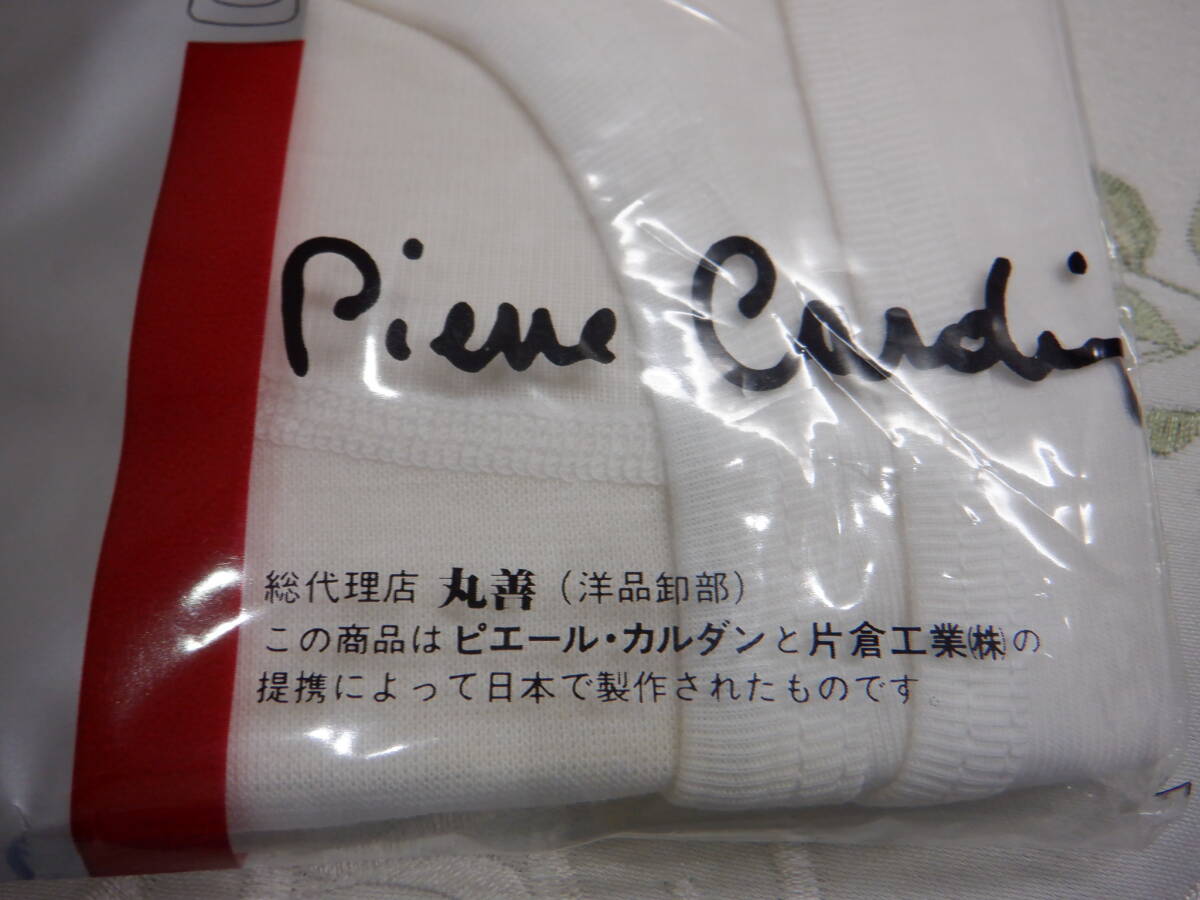 Pierre Cardin
総代理店 丸善（洋品卸部）
この商品はピエール・カルダンと片倉工業㈱の
提携によって日本で製作されたものです